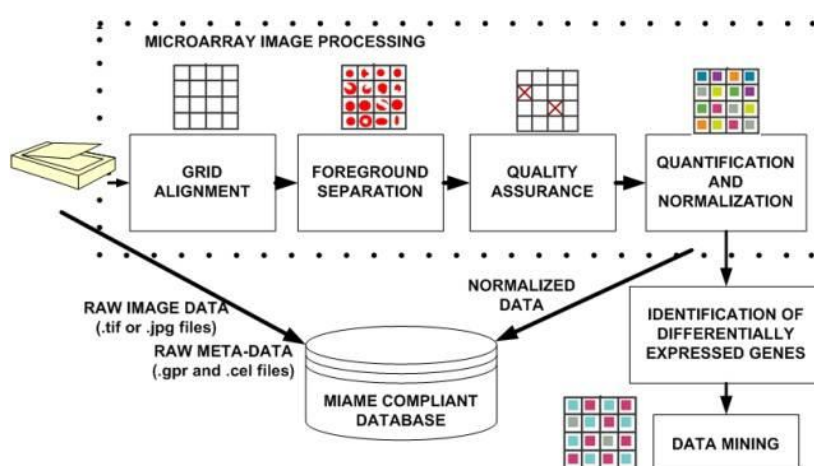 MICROARRAY IMAGE PROCESSING
GRID
ALIGNMENT
FOREGROUND
SEPARATION
QUALITY
ASSURANCE
QUANTIFICATION
AND
NORMALIZATION
RAW IMAGE DATA
(.tif or .jpg files)
RAW META-DATA
(.gpr and .cel files)
NORMALIZED
DATA
MIAME COMPLIANT
DATABASE
IDENTIFICATION OF
DIFFERENTIALLY
EXPRESSED GENES
DATA MINING